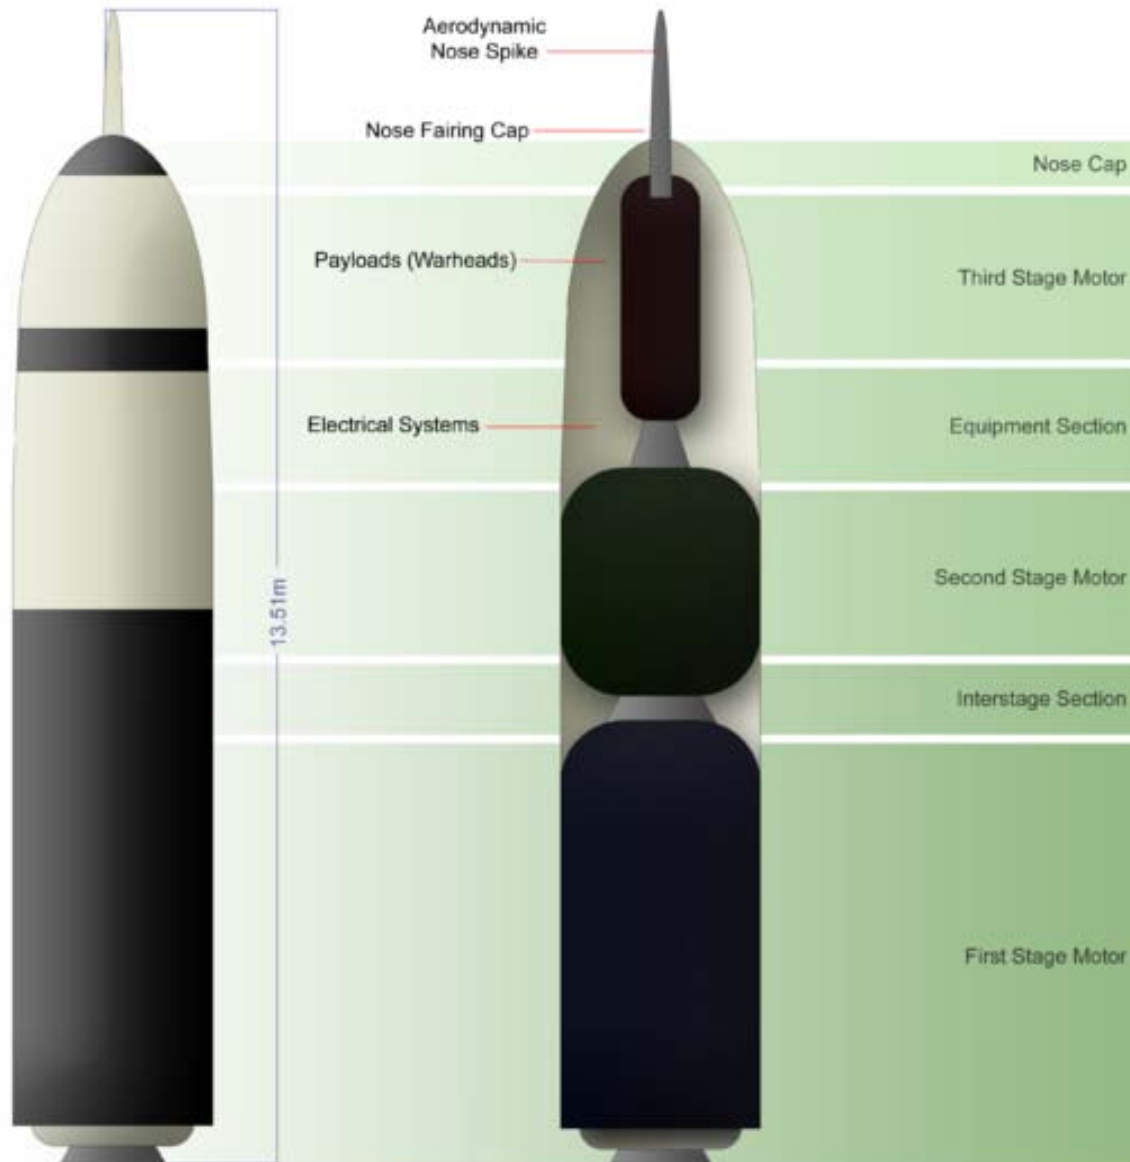 Aerodynamic
Nose Spike
Nose Fairing Cap
Nose Cap
Payloads (Warheads)
Third Stage Motor
Electrical Systems
Equipment Section
Second Stage Motor
13.51m
Interstage Section
First Stage Motor